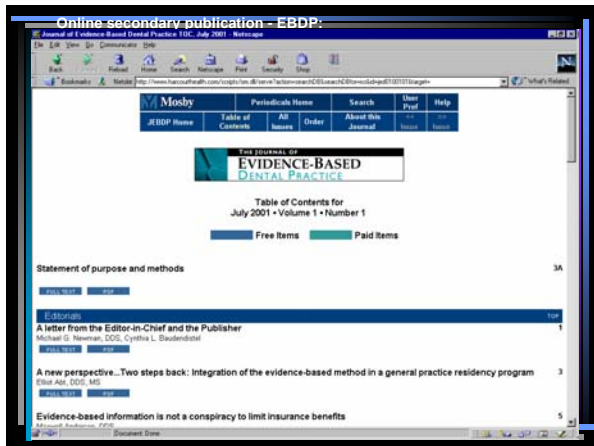 Online secondary publication - EBDP:
Journal of Evidence-Based Dental Practice TOC, July 2001 - Netscape
File Edit View Go Communicator Help
Back Reload Home Search Netscape Print Security Shop
Bookmarks Netsite: What's Related
Mosby Periodicals Home Search User Pref Help
JEBDP Home Table of Contents All Issues Order About this Journal << Issue >> Issue
THE JOURNAL OF
EVIDENCE-BASED
DENTAL PRACTICE
Table of Contents for
July 2001 • Volume 1 • Number 1
Free Items Paid Items
Statement of purpose and methods 3A
FULL TEXT PDF
Editorials TOP
A letter from the Editor-in-Chief and the Publisher 1
Michael G. Newman, DDS, Cynthia L. Baudendistel
FULL TEXT PDF
A new perspective...Two steps back: Integration of the evidence-based method in a general practice residency program 3
Elliot Abt, DDS, MS
FULL TEXT PDF
Evidence-based information is not a conspiracy to limit insurance benefits 5
Maxwell Anderson, DDS
Document: Done